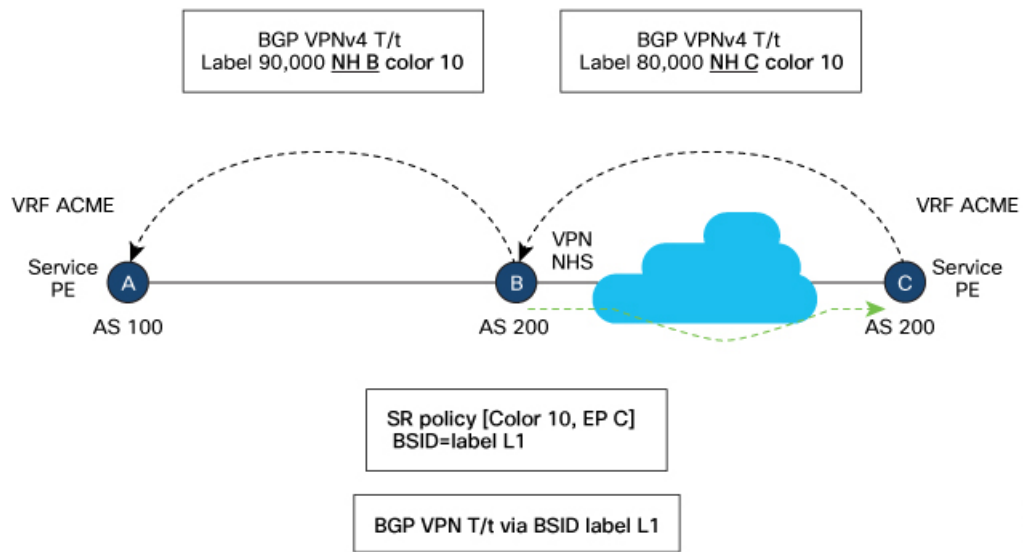 BGP VPNv4 T/t
Label 90,000 NH B color 10
BGP VPNv4 T/t
Label 80,000 NH C color 10
VRF ACME
VRF ACME
VPN
NHS
Service
PE
A
B
C
Service
PE
AS 100
AS 200
AS 200
SR policy [Color 10, EP C]
BSID=label L1
BGP VPN T/t via BSID label L1